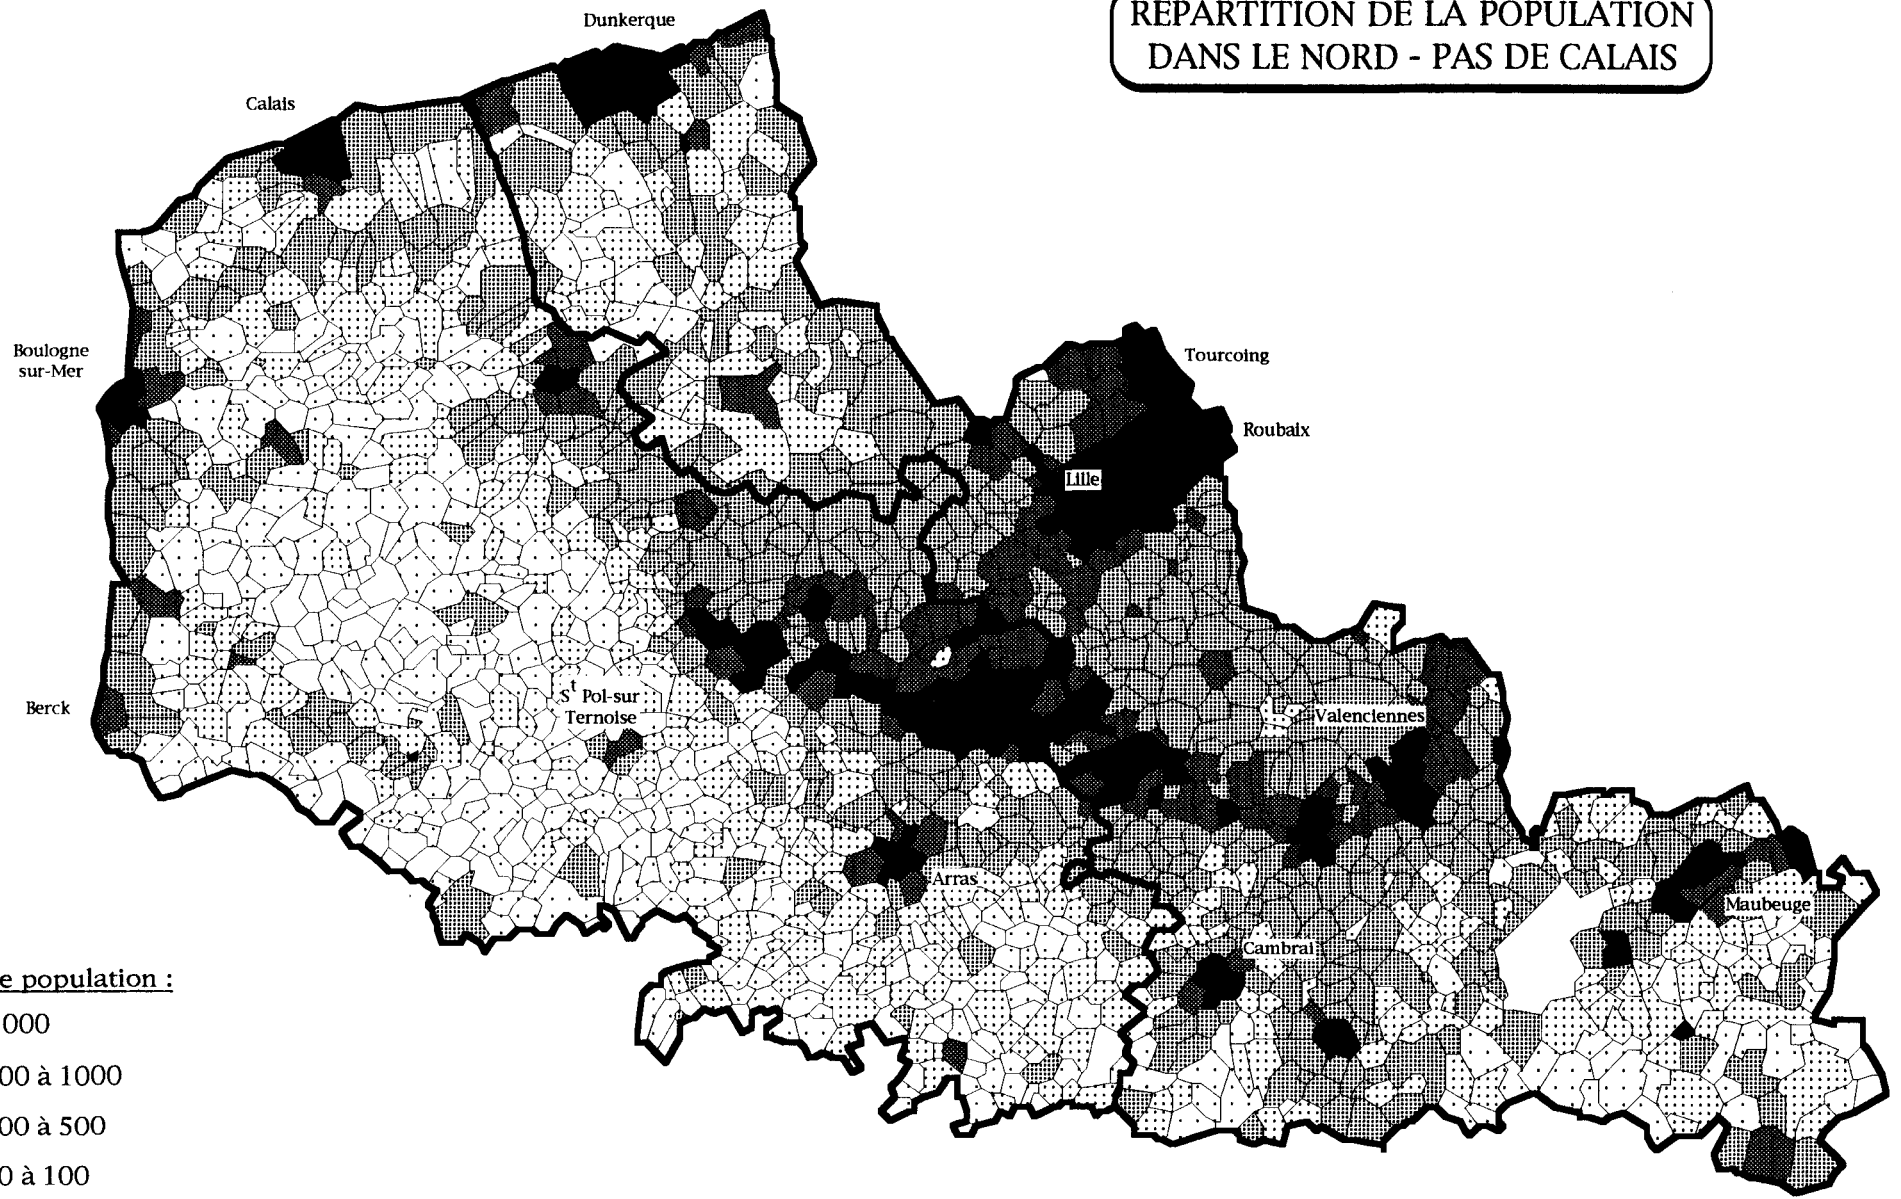 REPARTITION DE LA POPULATION
DANS LE NORD - PAS DE CALAIS
Dunkerque
Calais
Boulogne
sur-Mer
Tourcoing
Roubaix
Lille
Berck
St Pol-sur
Ternoise
Valenciennes
Arras
Maubeuge
Cambrai
e population :
000
00 à 1000
00 à 500
0 à 100